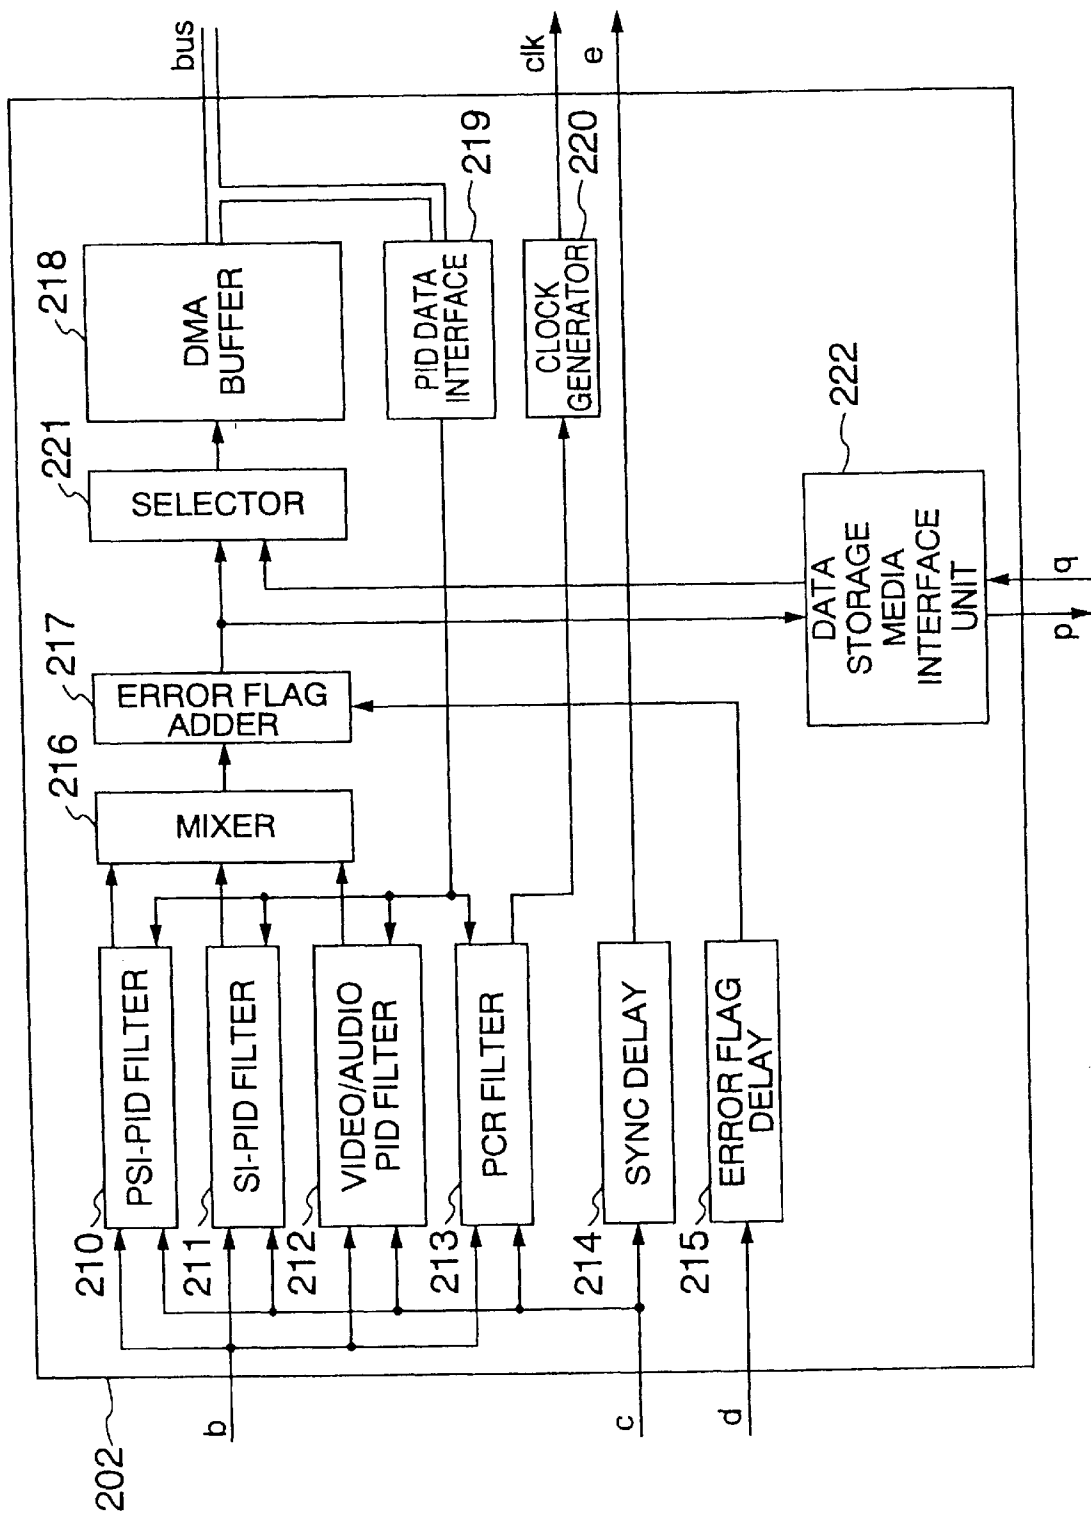 bus
clk
e
218
DMA
BUFFER
219
PID DATA
INTERFACE
220
CLOCK
GENERATOR
221
SELECTOR
222
DATA
STORAGE
MEDIA
INTERFACE
UNIT
p
q
217
ERROR FLAG
ADDER
216
MIXER
210
PSI-PID FILTER
211
SI-PID FILTER
212
VIDEO/AUDIO
PID FILTER
213
PCR FILTER
214
SYNC DELAY
215
ERROR FLAG
DELAY
202
b
c
d